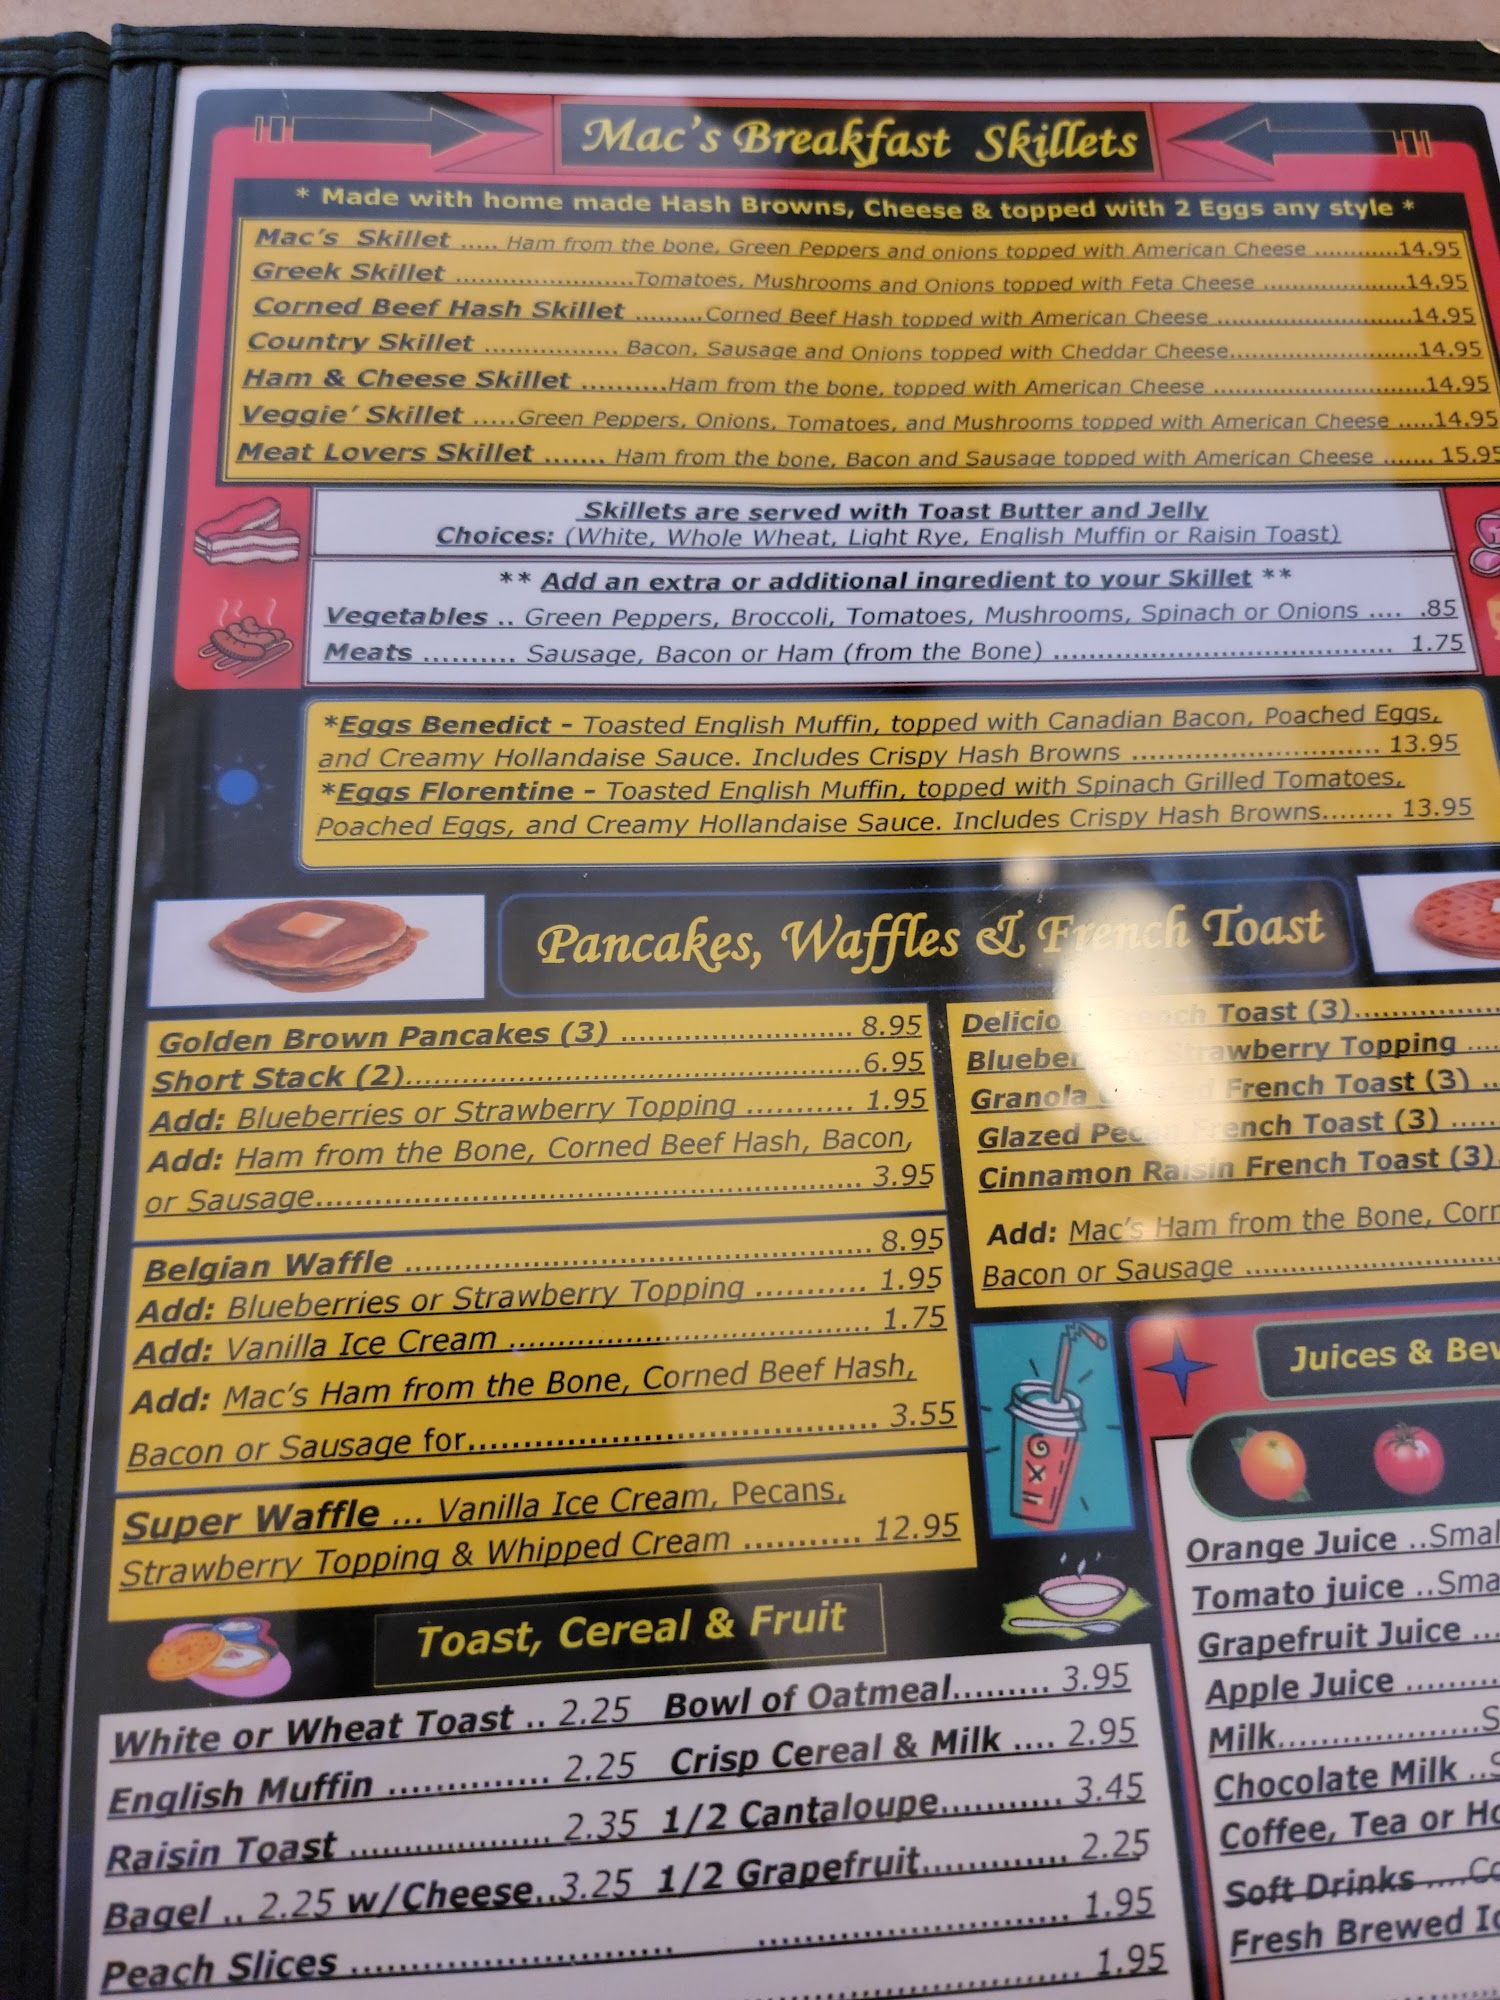 Mac's Breakfast Skillets
* Made with home made Hash Browns, Cheese & topped with 2 Eggs any style *
Mac's Skillet ..... Ham from the bone, Green Peppers and onions topped with American Cheese ............14.95
Greek Skillet .........................Tomatoes, Mushrooms and Onions topped with Feta Cheese ....................14.95
Corned Beef Hash Skillet .........Corned Beef Hash topped with American Cheese ............................14.95
Country Skillet ................. Bacon, Sausage and Onions topped with Cheddar Cheese...........................14.95
Ham & Cheese Skillet ..........Ham from the bone, topped with American Cheese ..............................14.95
Veggie' Skillet .....Green Peppers, Onions, Tomatoes, and Mushrooms topped with American Cheese .....14.95
Meat Lovers Skillet ....... Ham from the bone, Bacon and Sausage topped with American Cheese ....... 15.95
Skillets are served with Toast Butter and Jelly
Choices: (White, Whole Wheat, Light Rye, English Muffin or Raisin Toast)
** Add an extra or additional ingredient to your Skillet **
Vegetables .. Green Peppers, Broccoli, Tomatoes, Mushrooms, Spinach or Onions .... .85
Meats .......... Sausage, Bacon or Ham (from the Bone) ........................................ 1.75
*Eggs Benedict - Toasted English Muffin, topped with Canadian Bacon, Poached Eggs,
and Creamy Hollandaise Sauce. Includes Crispy Hash Browns ............................ 13.95
*Eggs Florentine - Toasted English Muffin, topped with Spinach Grilled Tomatoes,
Poached Eggs, and Creamy Hollandaise Sauce. Includes Crispy Hash Browns........ 13.95
Pancakes, Waffles & French Toast
Golden Brown Pancakes (3) ......................... 8.95
Short Stack (2)..................................................6.95
Add: Blueberries or Strawberry Topping ........... 1.95
Add: Ham from the Bone, Corned Beef Hash, Bacon,
or Sausage............................................................ 3.95
Belgian Waffle .................................................. 8.95
Add: Blueberries or Strawberry Topping ........... 1.95
Add: Vanilla Ice Cream ...................................... 1.75
Add: Mac's Ham from the Bone, Corned Beef Hash,
Bacon or Sausage for............................................ 3.55
Super Waffle ... Vanilla Ice Cream, Pecans,
Strawberry Topping & Whipped Cream ........... 12.95
French Toast (3)
Strawberry Topping
Granola French Toast (3)
Glazed French Toast (3)
Cinnamon Raisin French Toast (3)
Add: Mac's Ham from the Bone,
Bacon or Sausage
Toast, Cereal & Fruit
White or Wheat Toast .. 2.25 Bowl of Oatmeal......... 3.95
English Muffin .............. 2.25 Crisp Cereal & Milk .... 2.95
Raisin Toast .................. 2.35 1/2 Cantaloupe........... 3.45
Bagel .. 2.25 w/Cheese..3.25 1/2 Grapefruit............. 2.25
Peach Slices ............................. ............................ 1.95
1.95
Juices &
Orange Juice
Tomato juice
Grapefruit Juice
Apple Juice
Milk
Chocolate Milk
Coffee, Tea or
Soft Drinks
Fresh Brewed